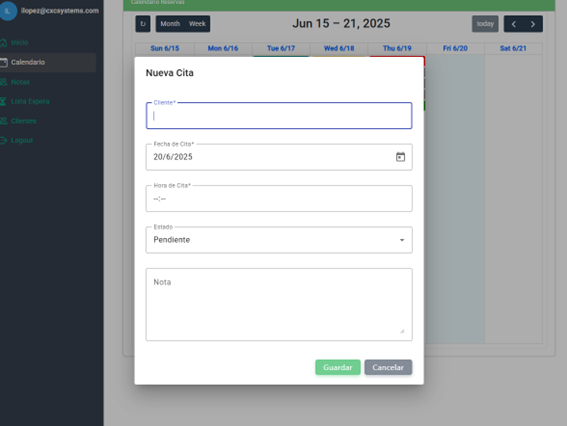 Calendario Reservas
IL
llopez@cxcsystems.com
Month Week
Jun 15 – 21, 2025
today
Inicio
Calendario
Notas
Lista Espera
Clientes
Logout
Sun 6/15 Mon 6/16 Tue 6/17 Wed 6/18 Thu 6/19 Fri 6/20 Sat 6/21
Nueva Cita
Cliente*
Fecha de Cita*
20/6/2025
Hora de Cita*
--:--
Estado
Pendiente
Nota
Guardar Cancelar